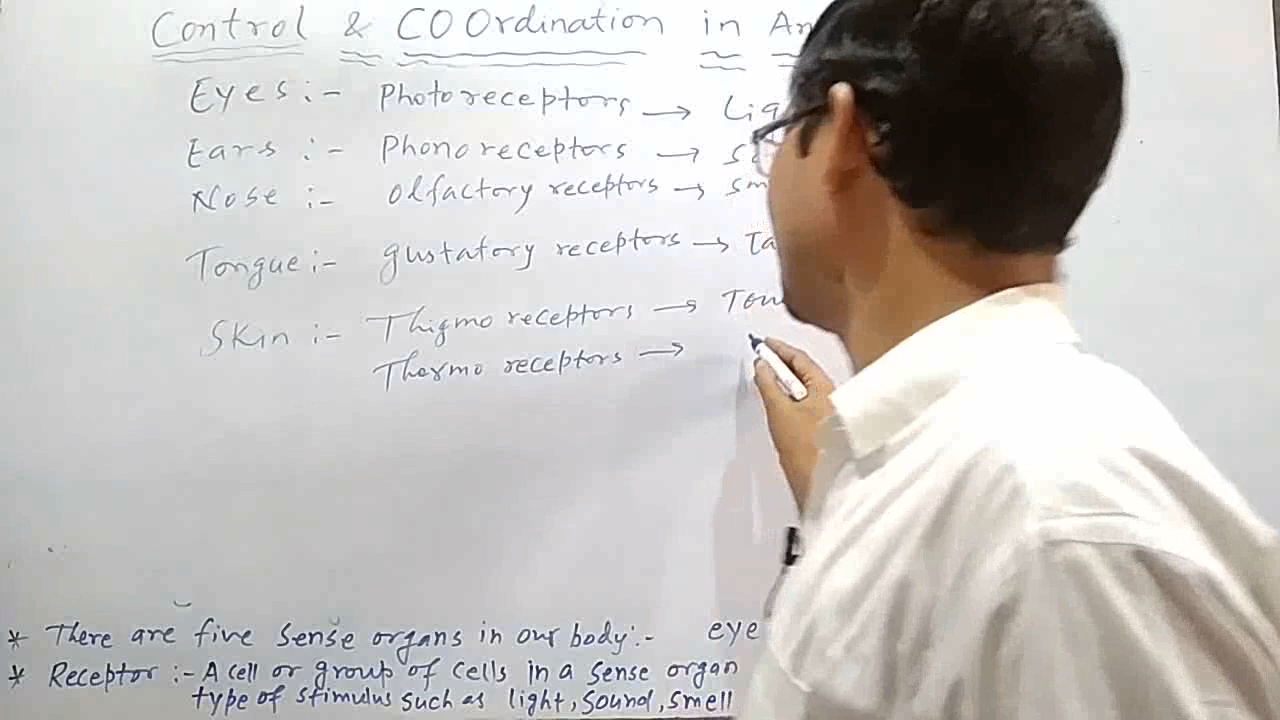 Control & COOrdination in An
Eyes :- Photoreceptors → Lig
Ears :- Phonoreceptors → S
Nose :- olfactory receptors → Sm
Tongue :- gustatory receptors → Ta
Skin :- Thigmo receptors → Tou
Thermo receptors →
* There are five sense organs in our body :- eye
* Receptor :- A cell or group of cells in a sense organ
type of stimulus such as light, sound, smell